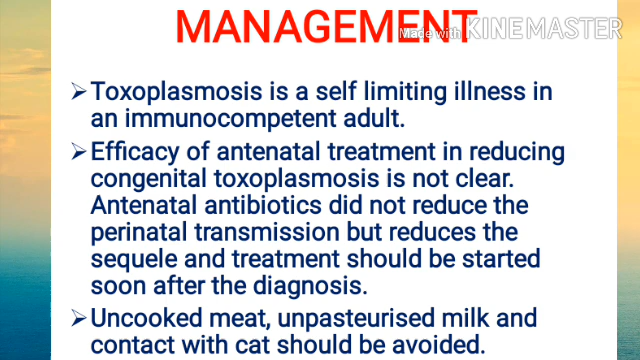 MANAGEMENT
Made with KINEMASTER
➢Toxoplasmosis is a self limiting illness in
an immunocompetent adult.
➢Efficacy of antenatal treatment in reducing
congenital toxoplasmosis is not clear.
Antenatal antibiotics did not reduce the
perinatal transmission but reduces the
sequele and treatment should be started
soon after the diagnosis.
➢Uncooked meat, unpasteurised milk and
contact with cat should be avoided.